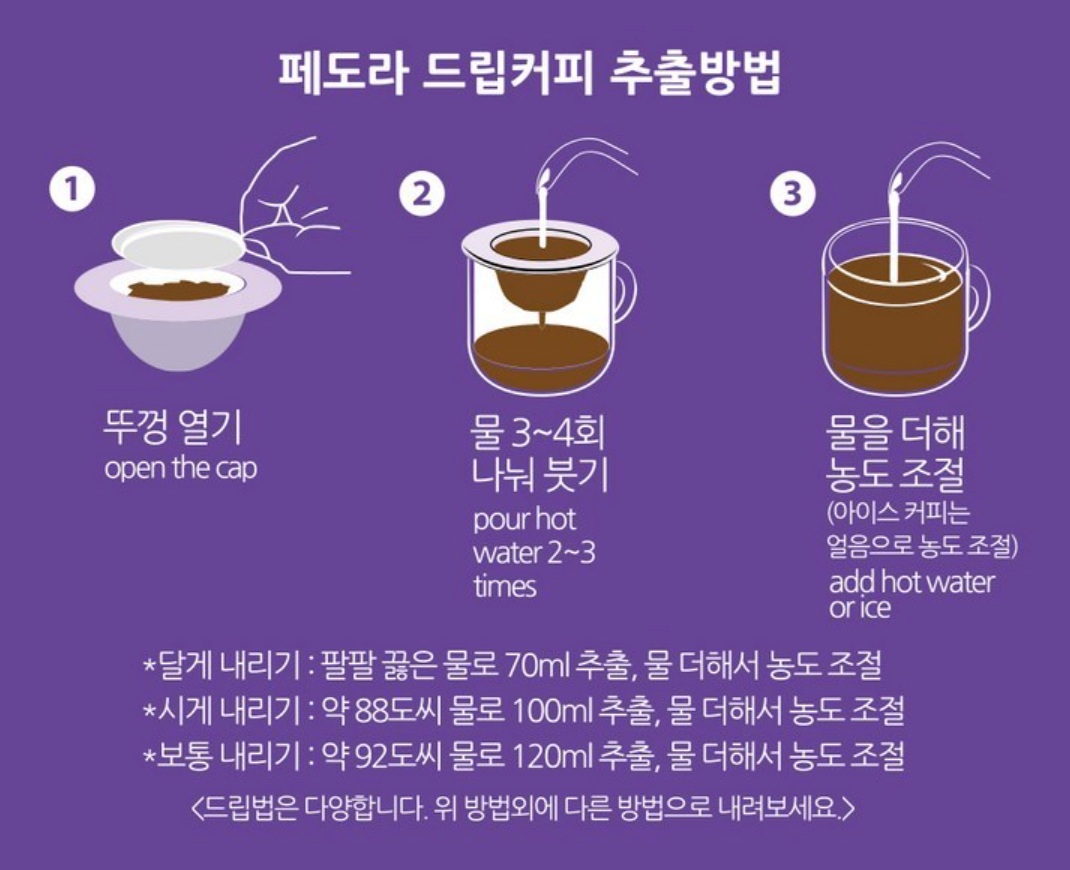 페도라 드립커피 추출방법
1
뚜껑 열기
open the cap
2
물 3~4회
나눠 붓기
pour hot
water 2~3
times
3
물을 더해
농도 조절
(아이스 커피는
얼음으로 농도 조절)
add hot water
or ice
*달게 내리기 : 팔팔 끓은 물로 70ml 추출, 물 더해서 농도 조절
*시게 내리기 : 약 88도씨 물로 100ml 추출, 물 더해서 농도 조절
*보통 내리기 : 약 92도씨 물로 120ml 추출, 물 더해서 농도 조절
<드립법은 다양합니다. 위 방법외에 다른 방법으로 내려보세요.>